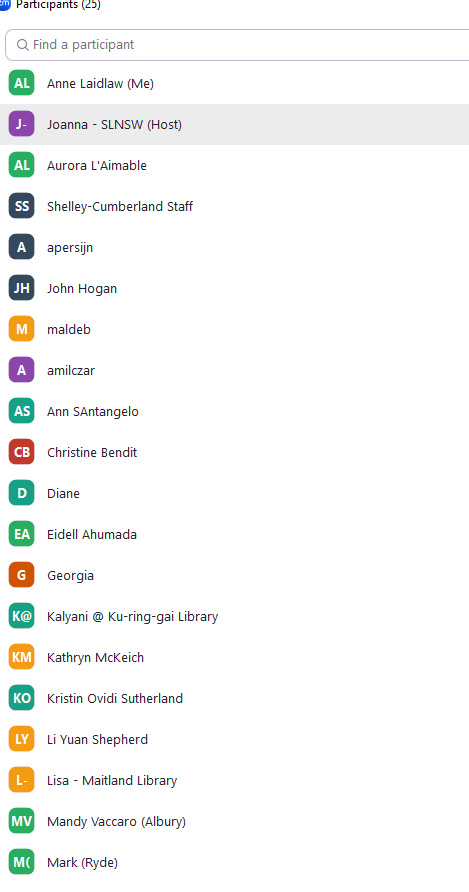 zm Participants (25)
Find a participant
AL Anne Laidlaw (Me)
J- Joanna - SLNSW (Host)
AL Aurora L'Aimable
SS Shelley-Cumberland Staff
A apersijn
JH John Hogan
M maldeb
A amilczar
AS Ann SAntangelo
CB Christine Bendit
D Diane
EA Eidell Ahumada
G Georgia
K@ Kalyani @ Ku-ring-gai Library
KM Kathryn McKeich
KO Kristin Ovidi Sutherland
LY Li Yuan Shepherd
L- Lisa - Maitland Library
MV Mandy Vaccaro (Albury)
M( Mark (Ryde)